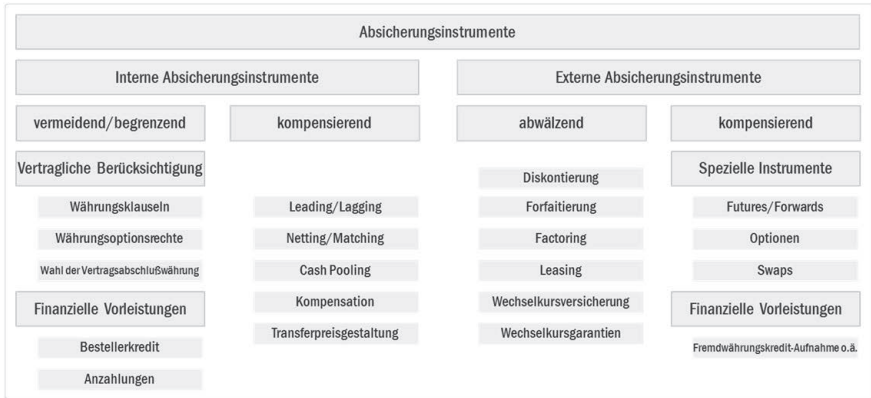 Absicherungsinstrumente
Interne Absicherungsinstrumente
Externe Absicherungsinstrumente
vermeidend/begrenzend
kompensierend
abwälzend
kompensierend
Vertragliche Berücksichtigung
Währungsklauseln
Währungsoptionsrechte
Wahl der Vertragsabschlußwährung
Finanzielle Vorleistungen
Bestellerkredit
Anzahlungen
Leading/Lagging
Netting/Matching
Cash Pooling
Kompensation
Transferpreisgestaltung
Diskontierung
Forfaitierung
Factoring
Leasing
Wechselkursversicherung
Wechselkursgarantien
Spezielle Instrumente
Futures/Forwards
Optionen
Swaps
Finanzielle Vorleistungen
Fremdwährungskredit-Aufnahme o.ä.